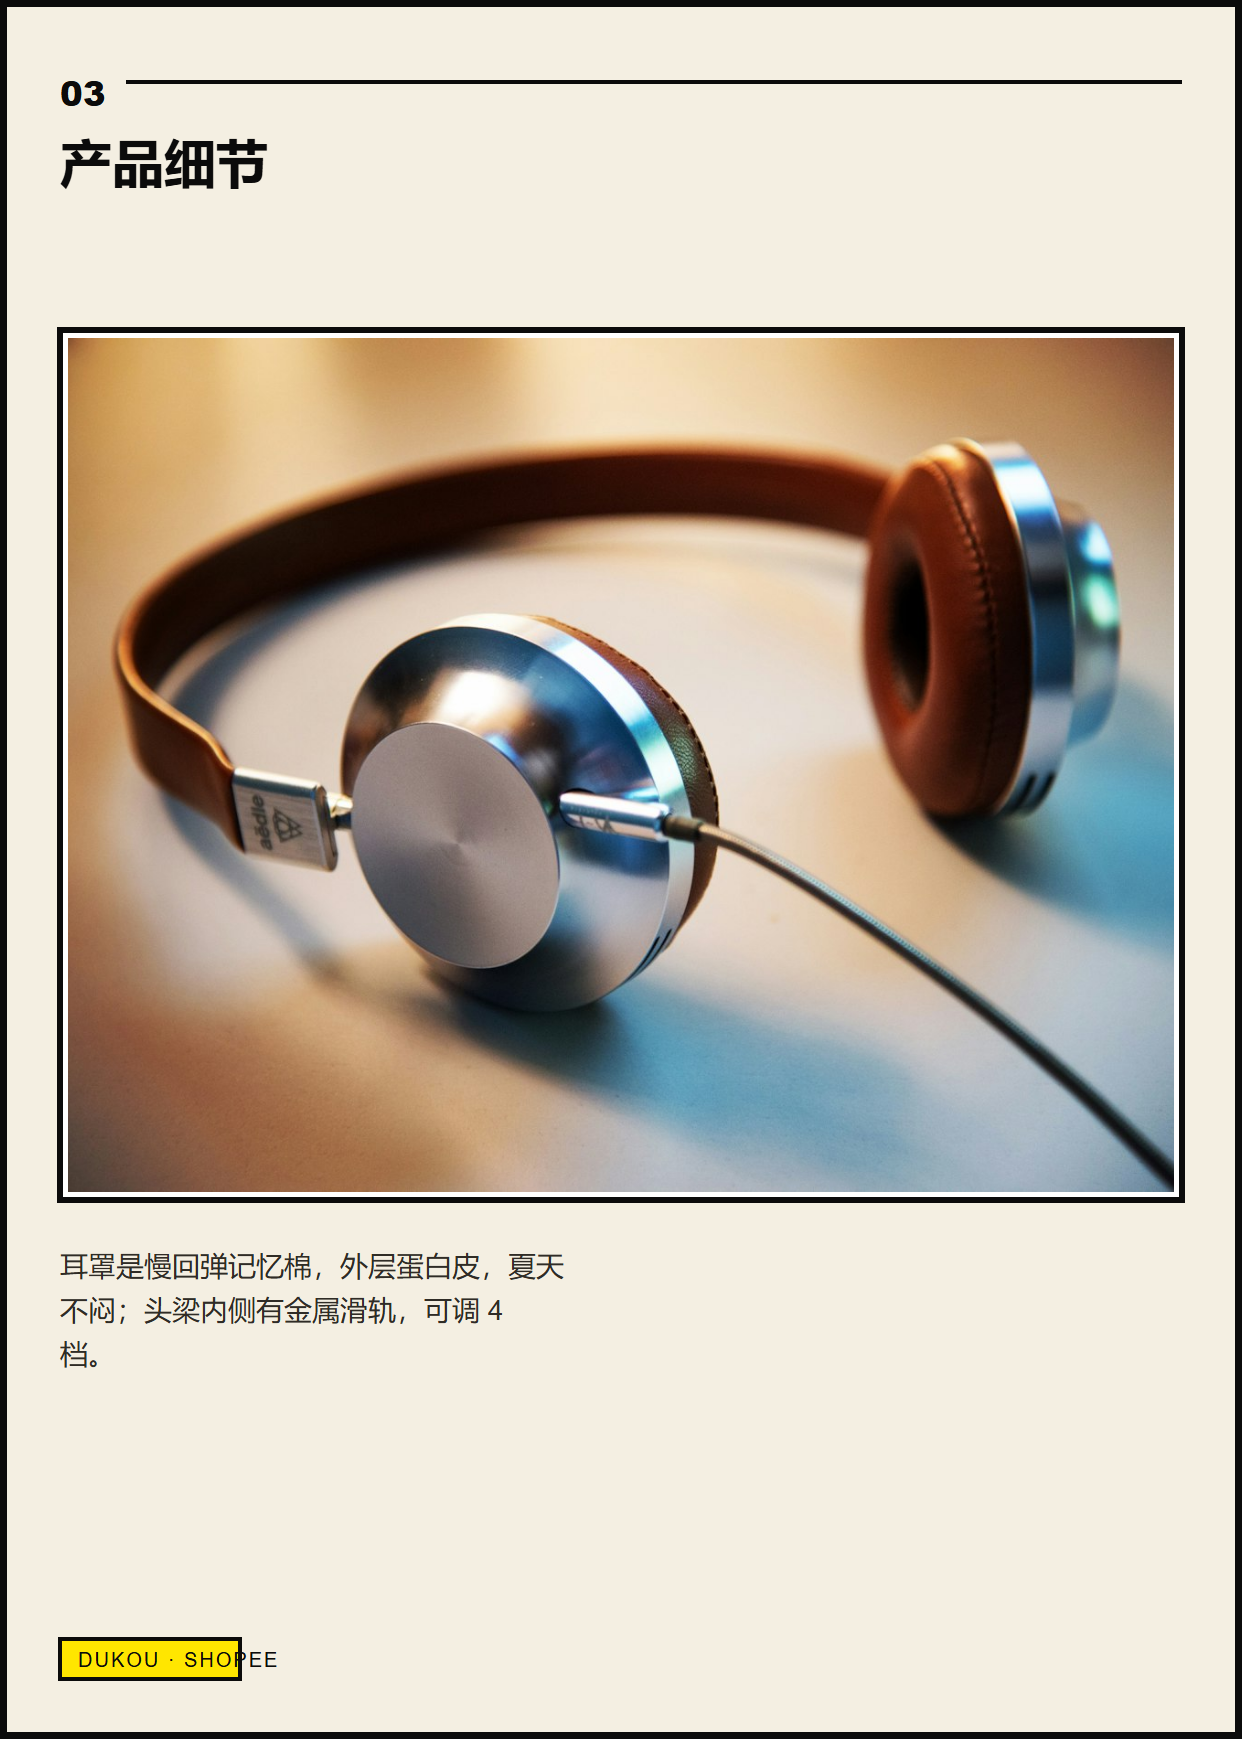 03
产品细节
aëdle
耳罩是慢回弹记忆棉，外层蛋白皮，夏天
不闷；头梁内侧有金属滑轨，可调 4
档。
DUKOU · SHOPEE